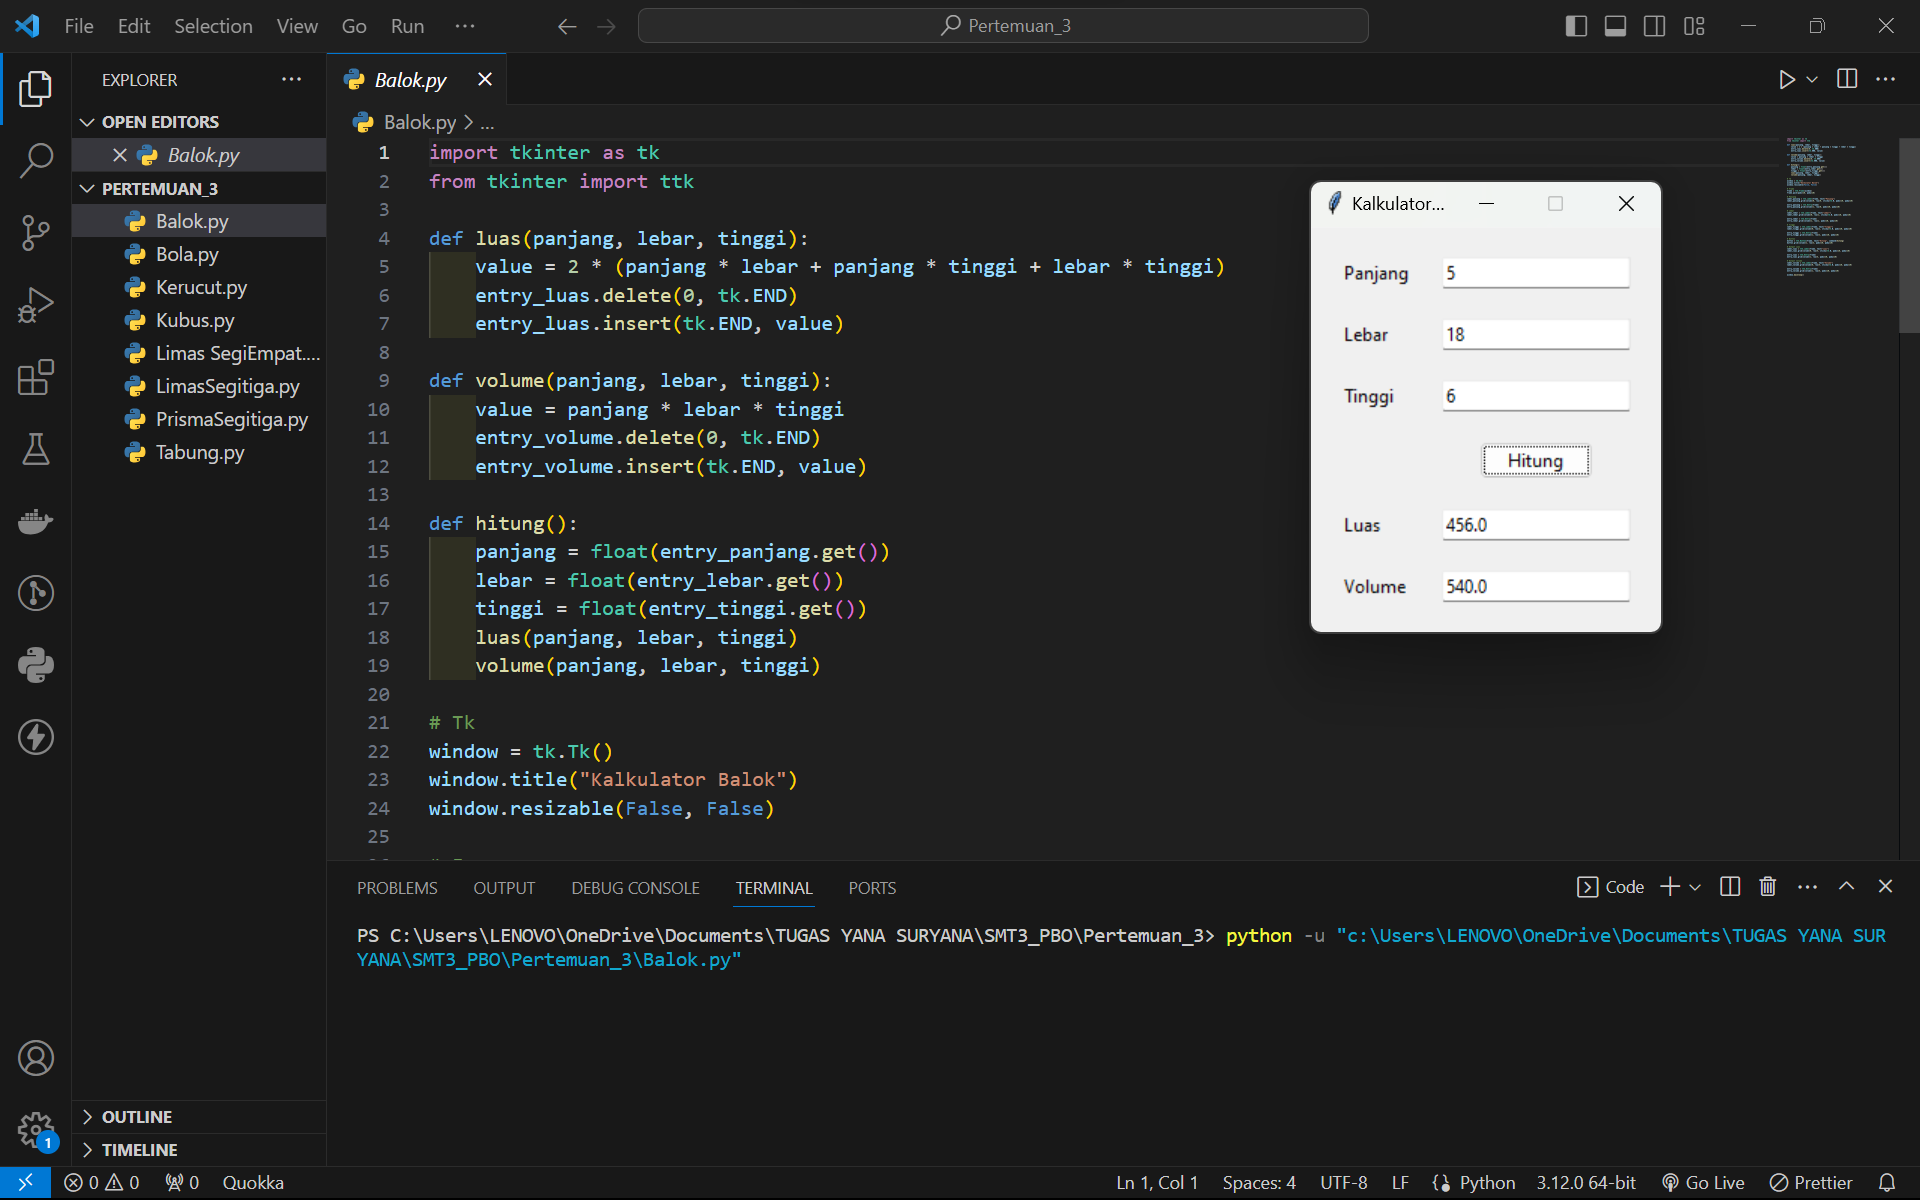 File Edit Selection View Go Run ···
Pertemuan_3
EXPLORER
OPEN EDITORS
Balok.py
PERTEMUAN_3
Balok.py
Bola.py
Kerucut.py
Kubus.py
Limas SegiEmpat....
LimasSegitiga.py
PrismaSegitiga.py
Tabung.py
OUTLINE
TIMELINE
Balok.py
Balok.py > ...
1 import tkinter as tk
2 from tkinter import ttk
3
4 def luas(panjang, lebar, tinggi):
5 value = 2 * (panjang * lebar + panjang * tinggi + lebar * tinggi)
6 entry_luas.delete(0, tk.END)
7 entry_luas.insert(tk.END, value)
8
9 def volume(panjang, lebar, tinggi):
10 value = panjang * lebar * tinggi
11 entry_volume.delete(0, tk.END)
12 entry_volume.insert(tk.END, value)
13
14 def hitung():
15 panjang = float(entry_panjang.get())
16 lebar = float(entry_lebar.get())
17 tinggi = float(entry_tinggi.get())
18 luas(panjang, lebar, tinggi)
19 volume(panjang, lebar, tinggi)
20
21 # Tk
22 window = tk.Tk()
23 window.title("Kalkulator Balok")
24 window.resizable(False, False)
25
Kalkulator...
Panjang 5
Lebar 18
Tinggi 6
Hitung
Luas 456.0
Volume 540.0
PROBLEMS OUTPUT DEBUG CONSOLE TERMINAL PORTS
Code
PS C:\Users\LENOVO\OneDrive\Documents\TUGAS YANA SURYANA\SMT3_PBO\Pertemuan_3> python -u "c:\Users\LENOVO\OneDrive\Documents\TUGAS YANA SUR
YANA\SMT3_PBO\Pertemuan_3\Balok.py"
1
0 0 0 Quokka
Ln 1, Col 1 Spaces: 4 UTF-8 LF Python 3.12.0 64-bit Go Live Prettier